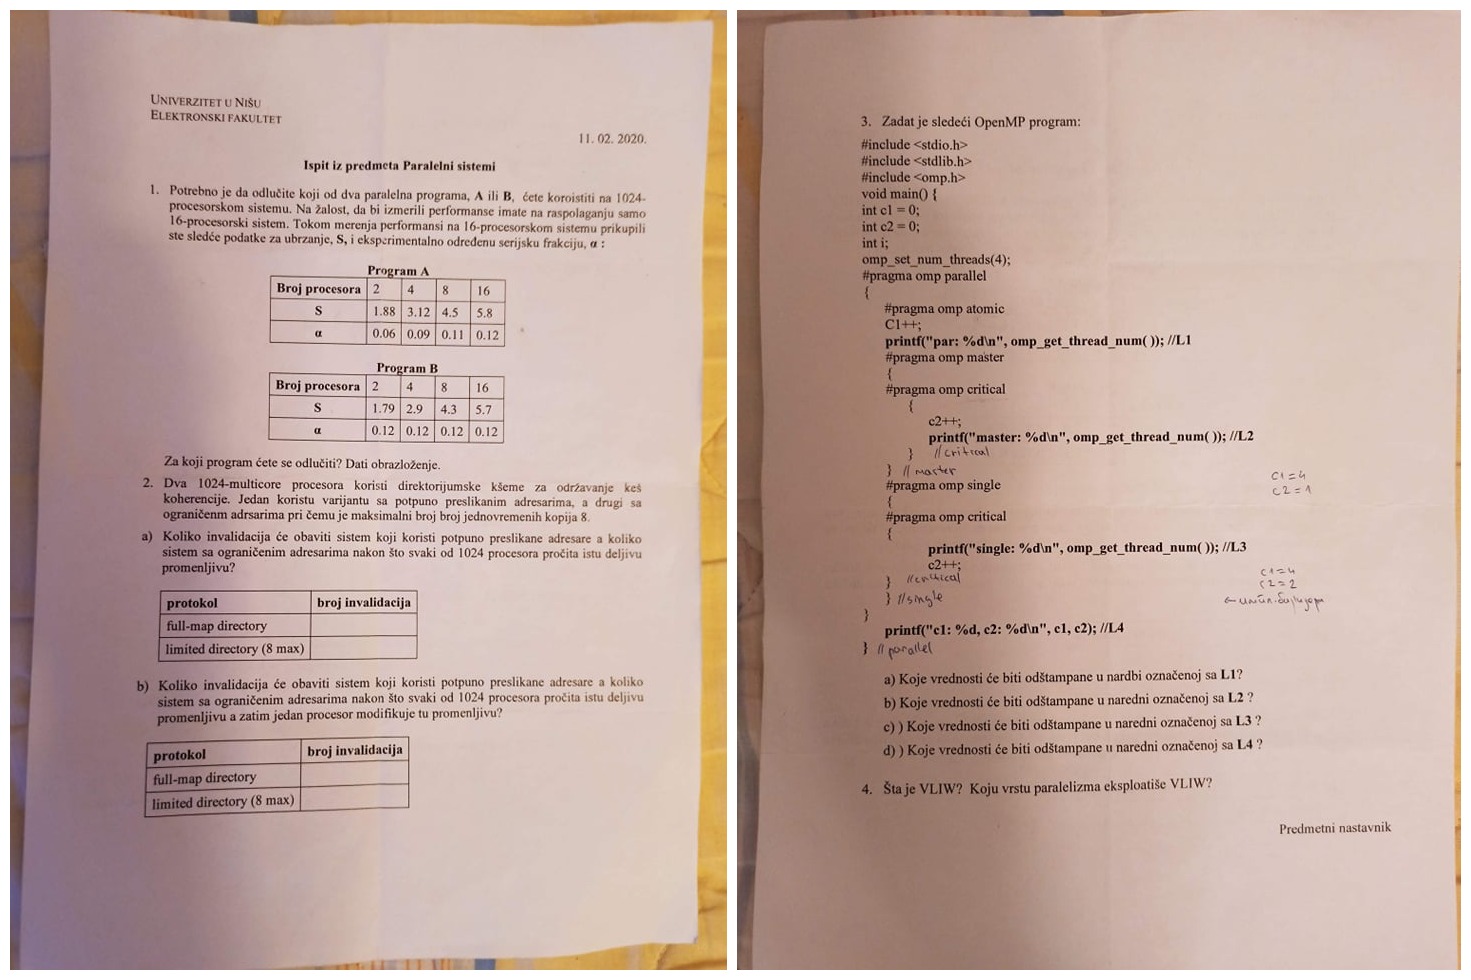 UNIVERZITET U NIŠU
ELEKTRONSKI FAKULTET
11. 02. 2020.
Ispit iz predmeta Paralelni sistemi
1. Potrebno je da odlučite koji od dva paralelna programa, A ili B, ćete koroistiti na 1024-
procesorskom sistemu. Na žalost, da bi izmerili performanse imate na raspolaganju samo
16-procesorski sistem. Tokom merenja performansi na 16-procesorskom sistemu prikupili
ste sledće podatke za ubrzanje, S, i eksperimentalno određenu serijsku frakciju, α :
Program A
Broj procesora 2 4 8 16
S 1.88 3.12 4.5 5.8
α 0.06 0.09 0.11 0.12
Program B
Broj procesora 2 4 8 16
S 1.79 2.9 4.3 5.7
α 0.12 0.12 0.12 0.12
Za koji program ćete se odlučiti? Dati obrazloženje.
2. Dva 1024-multicore procesora koristi direktorijumske kšeme za održavanje keš
koherencije. Jedan koristu varijantu sa potpuno preslikanim adresarima, a drugi sa
ograničenm adrsarima pri čemu je maksimalni broj broj jednovremenih kopija 8.
a) Koliko invalidacija će obaviti sistem koji koristi potpuno preslikane adresare a koliko
sistem sa ograničenim adresarima nakon što svaki od 1024 procesora pročita istu deljivu
promenljivu?
protokol broj invalidacija
full-map directory
limited directory (8 max)
b) Koliko invalidacija će obaviti sistem koji koristi potpuno preslikane adresare a koliko
sistem sa ograničenim adresarima nakon što svaki od 1024 procesora pročita istu deljivu
promenljivu a zatim jedan procesor modifikuje tu promenljivu?
protokol broj invalidacija
full-map directory
limited directory (8 max)
3. Zadat je sledeći OpenMP program:
#include <stdio.h>
#include <stdlib.h>
#include <omp.h>
void main() {
int c1 = 0;
int c2 = 0;
int i;
omp_set_num_threads(4);
#pragma omp parallel
{
#pragma omp atomic
C1++;
printf("par: %d\n", omp_get_thread_num( )); //L1
#pragma omp master
{
#pragma omp critical
{
c2++;
printf("master: %d\n", omp_get_thread_num( )); //L2
} //critical
} // master
#pragma omp single
c1=4
c2=1
{
#pragma omp critical
{
printf("single: %d\n", omp_get_thread_num( )); //L3
c2++;
} //critical
} //single
c1=4
c2=2
}
printf("c1: %d, c2: %d\n", c1, c2); //L4
} // parallel
a) Koje vrednosti će biti odštampane u nardbi označenoj sa L1?
b) Koje vrednosti će biti odštampane u naredni označenoj sa L2 ?
c) ) Koje vrednosti će biti odštampane u naredni označenoj sa L3 ?
d) ) Koje vrednosti će biti odštampane u naredni označenoj sa L4 ?
4. Šta je VLIW? Koju vrstu paralelizma eksploatiše VLIW?
Predmetni nastavnik